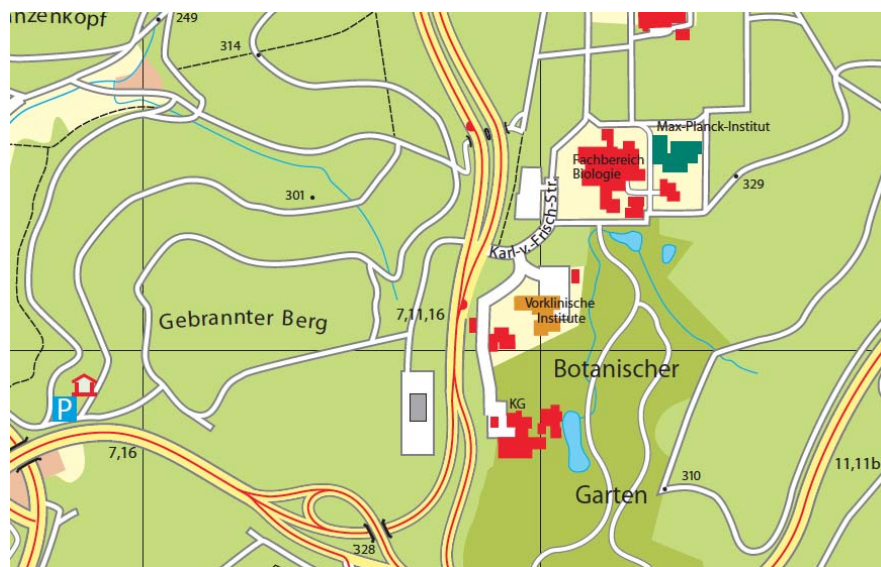 nzenkopf
249
314
Max-Planck-Institut
Fachbereich
Biologie
329
301
Karl-v.-Frisch-Str.
Gebrannter Berg
7,11,16
Vorklinische
Institute
Botanischer
P
KG
7,16
11,11b
310
Garten
328